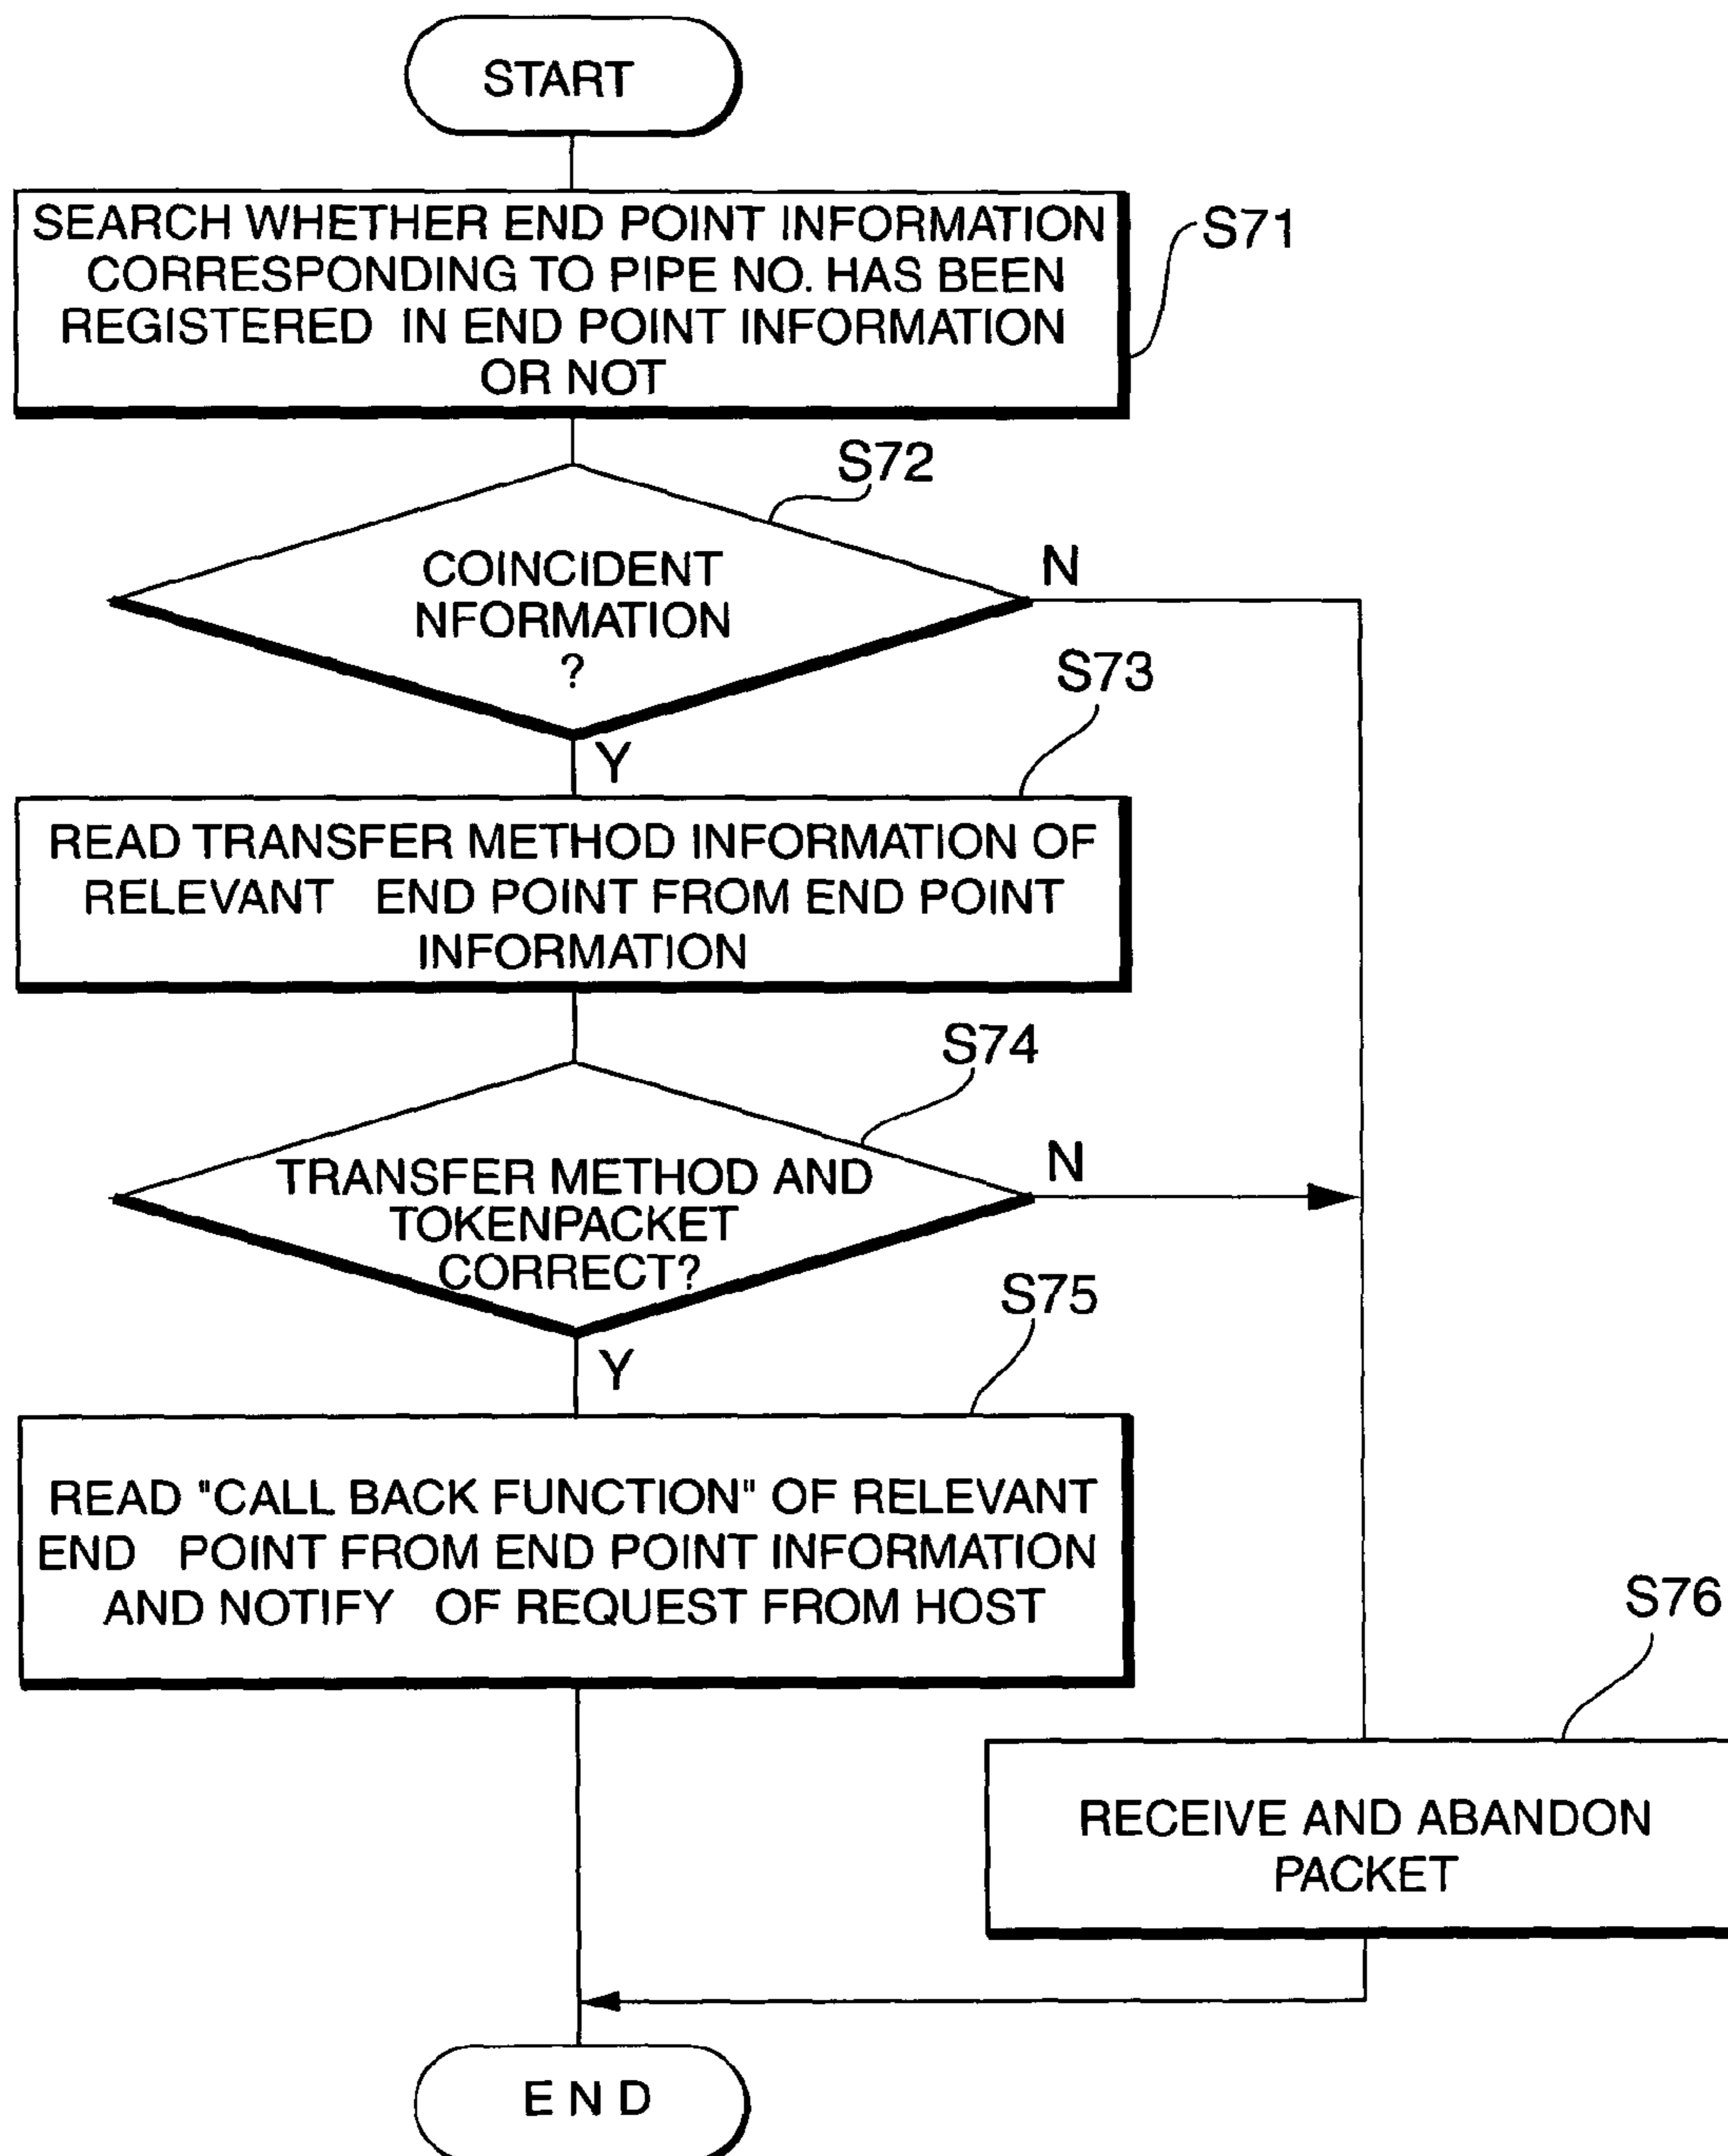 START
SEARCH WHETHER END POINT INFORMATION
CORRESPONDING TO PIPE NO. HAS BEEN
REGISTERED IN END POINT INFORMATION
OR NOT
S71
S72
COINCIDENT
NFORMATION
?
N
Y
S73
READ TRANSFER METHOD INFORMATION OF
RELEVANT END POINT FROM END POINT
INFORMATION
S74
TRANSFER METHOD AND
TOKENPACKET
CORRECT?
N
Y
S75
READ "CALL BACK FUNCTION" OF RELEVANT
END POINT FROM END POINT INFORMATION
AND NOTIFY OF REQUEST FROM HOST
S76
RECEIVE AND ABANDON
PACKET
END